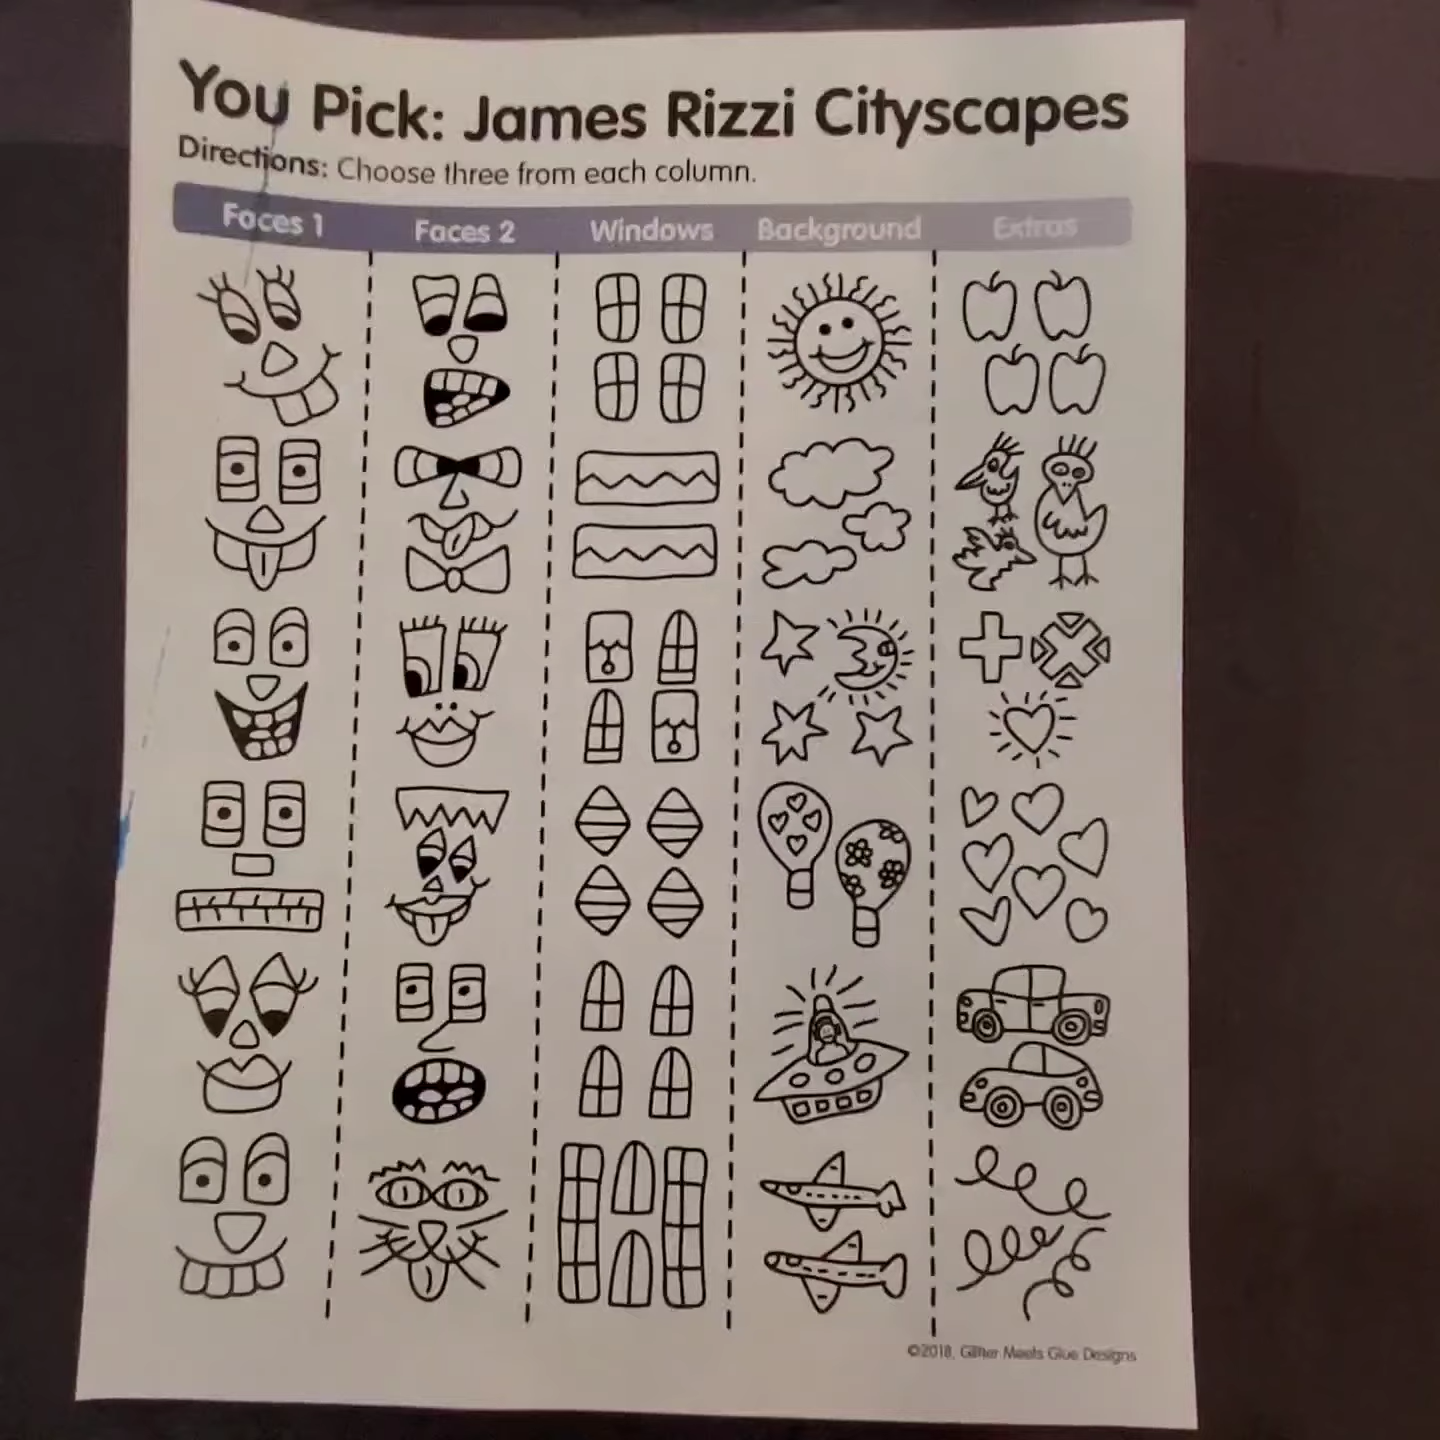 You Pick: James Rizzi Cityscapes
Directions: Choose three from each column.
Faces 1 Faces 2 Windows Background Extras
©2018, Glitter Meets Glue Designs